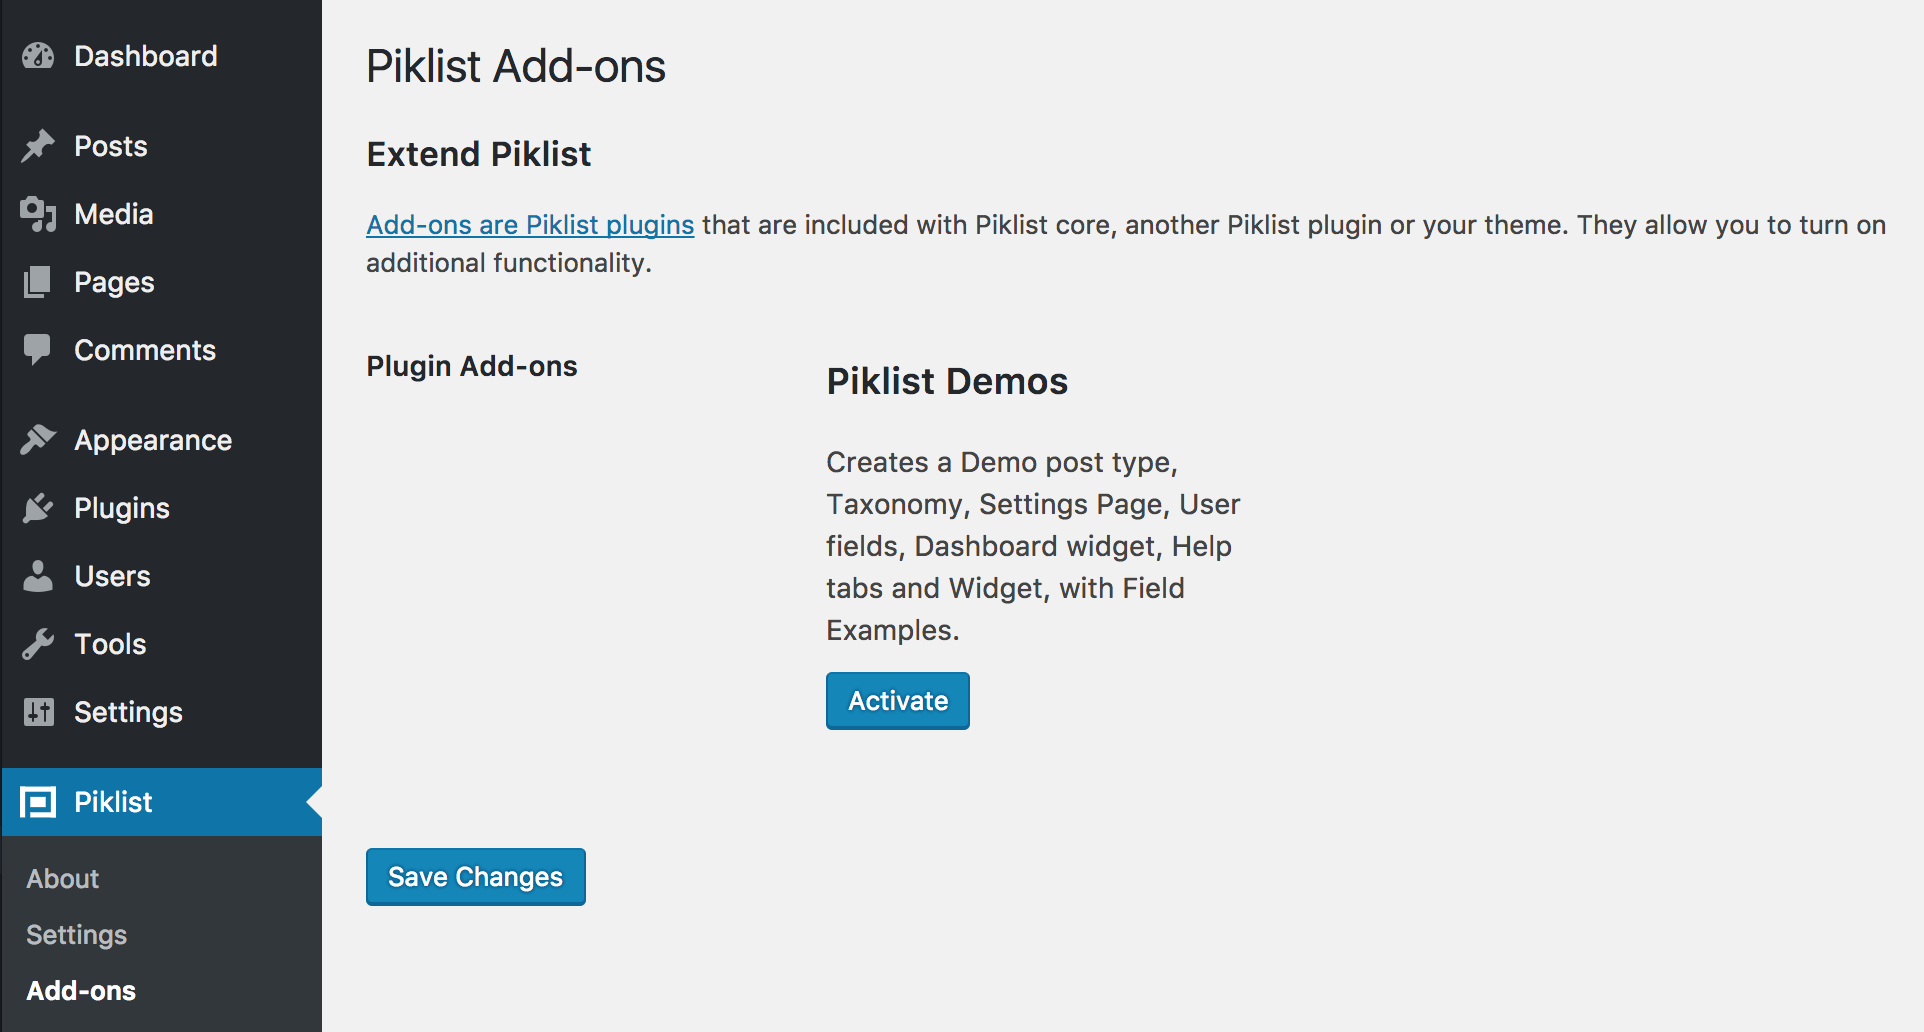 Dashboard
Posts
Media
Pages
Comments
Appearance
Plugins
Users
Tools
Settings
Piklist
About
Settings
Add-ons
Piklist Add-ons
Extend Piklist
Add-ons are Piklist plugins that are included with Piklist core, another Piklist plugin or your theme. They allow you to turn on
additional functionality.
Plugin Add-ons
Piklist Demos
Creates a Demo post type,
Taxonomy, Settings Page, User
fields, Dashboard widget, Help
tabs and Widget, with Field
Examples.
Activate
Save Changes